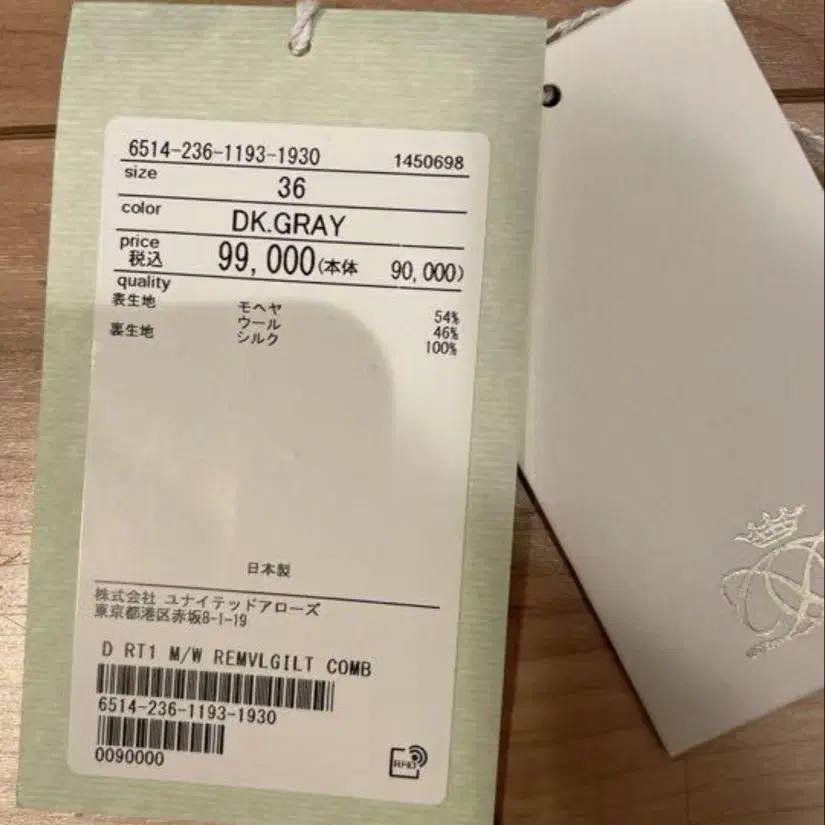 6514-236-1193-1930 1450698
size 36
color DK.GRAY
price
税込 99,000(本体 90,000)
quality
表生地 モヘヤ 54%
ウール 46%
裏生地 シルク 100%
日本製
株式会社 ユナイテッドアローズ
東京都港区赤坂8-1-19
D RT1 M/W REMVLGILT COMB
6514-236-1193-1930
0090000
RFID